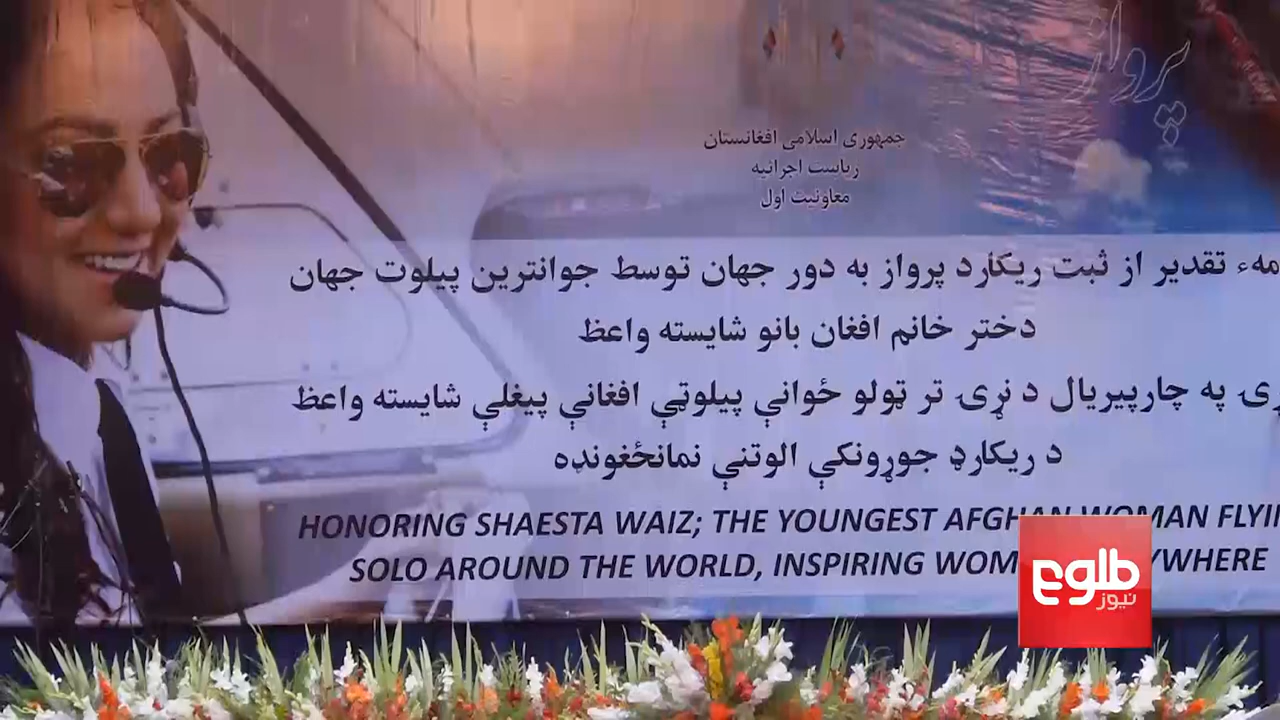 پرواز
جمهوری اسلامی افغانستان
ریاست اجرائیه
معاونیت اول
تقدیر از ثبت ریکارد پرواز به دور جهان توسط جوانترین پیلوت جهان
دختر خانم افغان بانو شایسته واعظ
په چارپیریال د نړۍ تر ټولو ځوانې پیلوټې افغانې پیغلې شایسته واعظ
د ریکارډ جوړونکې الوتنې نمانځغونډه
HONORING SHAESTA WAIZ; THE YOUNGEST AFGHAN WOMAN
SOLO AROUND THE WORLD, INSPIRING
طلوع
نیوز